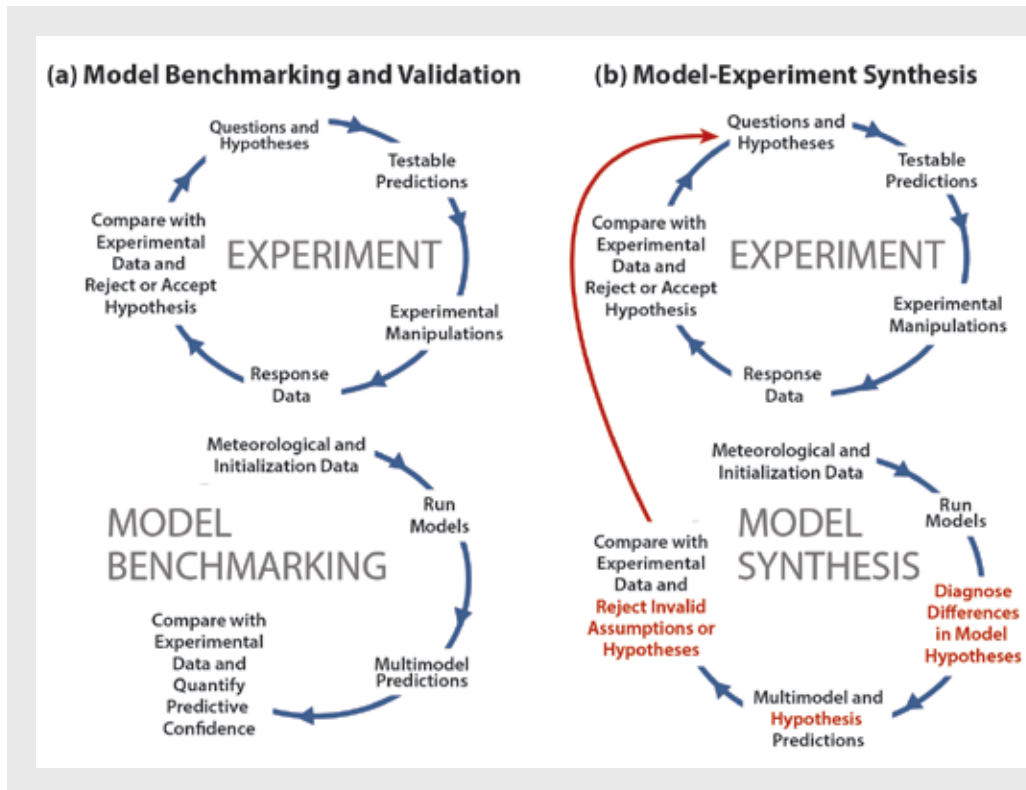 (a) Model Benchmarking and Validation
Questions and
Hypotheses
Testable
Predictions
Experimental
Manipulations
Response
Data
Compare with
Experimental
Data and
Reject or Accept
Hypothesis
EXPERIMENT
Meteorological and
Initialization Data
Run
Models
Multimodel
Predictions
Compare with
Experimental
Data and
Quantify
Predictive
Confidence
MODEL
BENCHMARKING
(b) Model-Experiment Synthesis
Questions and
Hypotheses
Testable
Predictions
Experimental
Manipulations
Response
Data
Compare with
Experimental
Data and
Reject or Accept
Hypothesis
EXPERIMENT
Meteorological and
Initialization Data
Run
Models
Diagnose
Differences
in Model
Hypotheses
Multimodel and
Hypothesis
Predictions
Compare with
Experimental
Data and
Reject Invalid
Assumptions or
Hypotheses
MODEL
SYNTHESIS